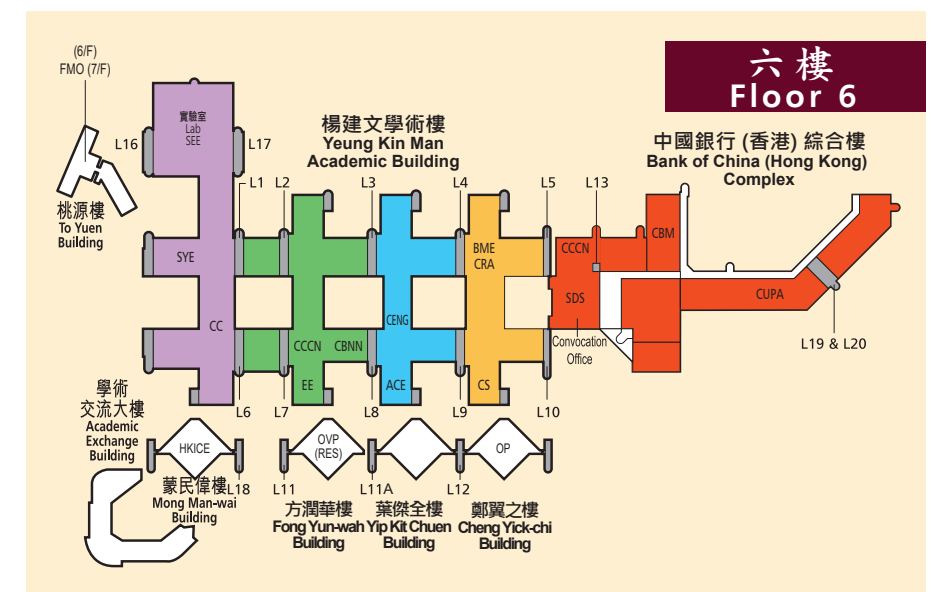 六樓
Floor 6
(6/F)
FMO (7/F)
實驗室
Lab
SEE
L16
L17
楊建文學術樓
Yeung Kin Man
Academic Building
中國銀行 (香港) 綜合樓
Bank of China (Hong Kong)
Complex
桃源樓
To Yuen
Building
L1
L2
L3
L4
L5
L13
SYE
BME
CRA
CCCN
CBM
CC
CENG
SDS
CUPA
CCCN
CBNN
Convocation
Office
L19 & L20
EE
ACE
CS
L6
L7
L8
L9
L10
學術
交流大樓
Academic
Exchange
Building
HKICE
OVP
(RES)
OP
L18
L11
L11A
L12
蒙民偉樓
Mong Man-wai
Building
方潤華樓
Fong Yun-wah
Building
葉傑全樓
Yip Kit Chuen
Building
鄭翼之樓
Cheng Yick-chi
Building